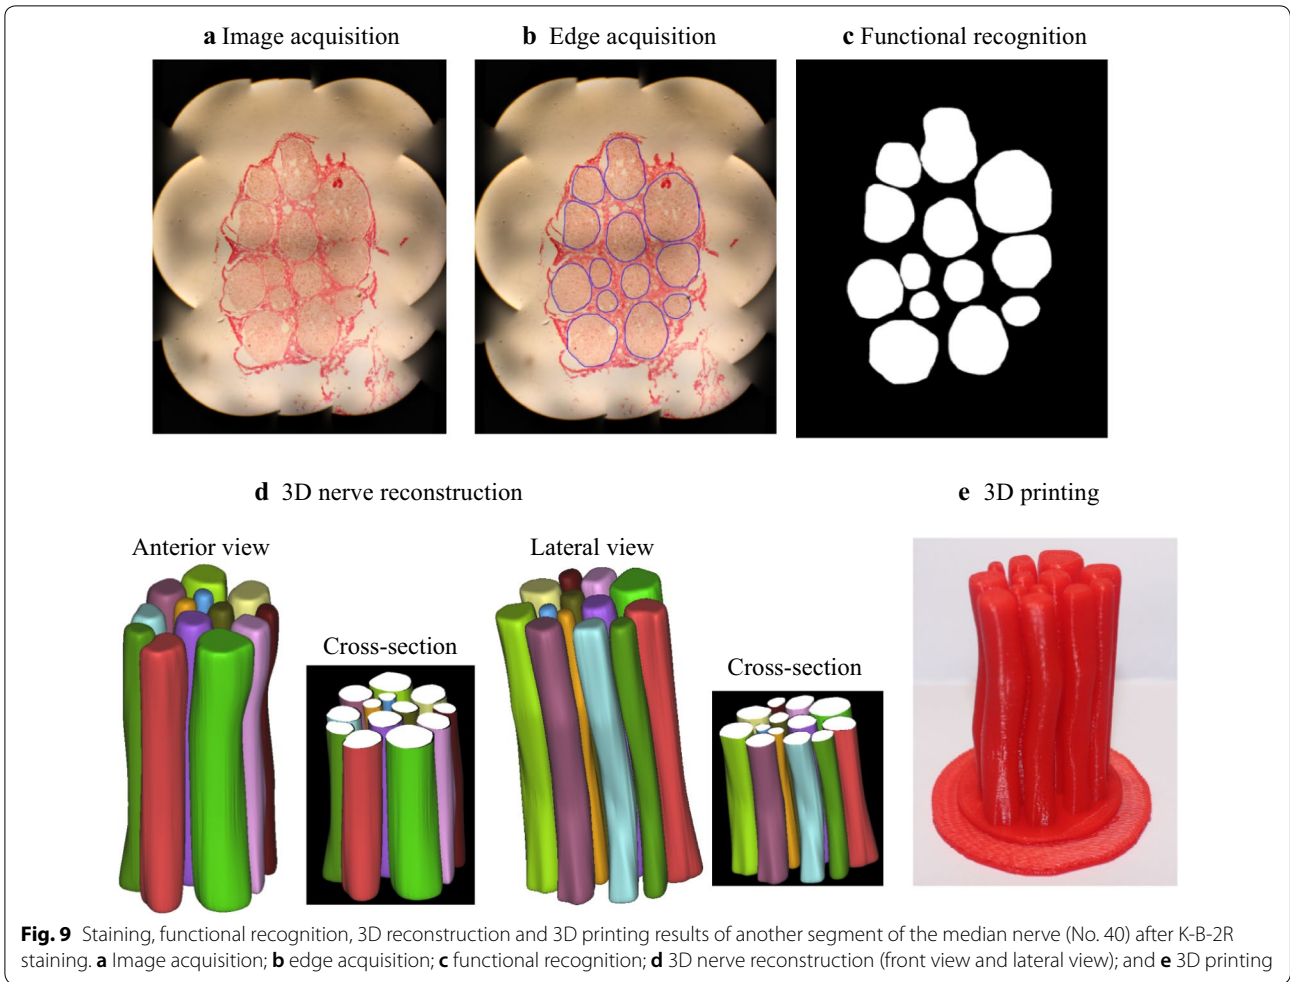 a Image acquisition
b Edge acquisition
c Functional recognition
d 3D nerve reconstruction
e 3D printing
Anterior view
Cross-section
Lateral view
Cross-section
Fig. 9 Staining, functional recognition, 3D reconstruction and 3D printing results of another segment of the median nerve (No. 40) after K-B-2R
staining. a Image acquisition; b edge acquisition; c functional recognition; d 3D nerve reconstruction (front view and lateral view); and e 3D printing